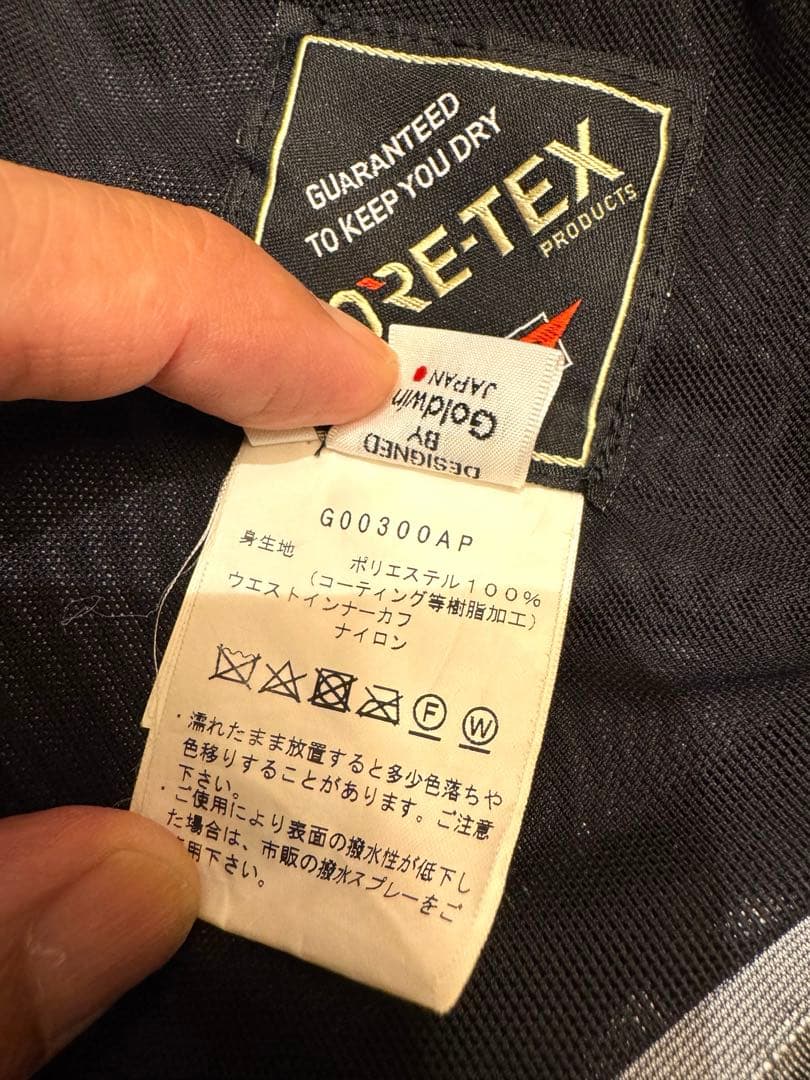 GUARANTEED
TO KEEP YOU DRY
GORE-TEX
PRODUCTS
DESIGNED
BY
Goldwin
JAPAN
G00300AP
身生地 ポリエステル100%
(コーティング等樹脂加工)
ウエストインナーカフ
ナイロン
F W
・濡れたまま放置すると多少色落ちや
色移りすることがあります。ご注意
下さい。
・ご使用により表面の撥水性が低下し
た場合は、市販の撥水スプレーをご
用下さい。